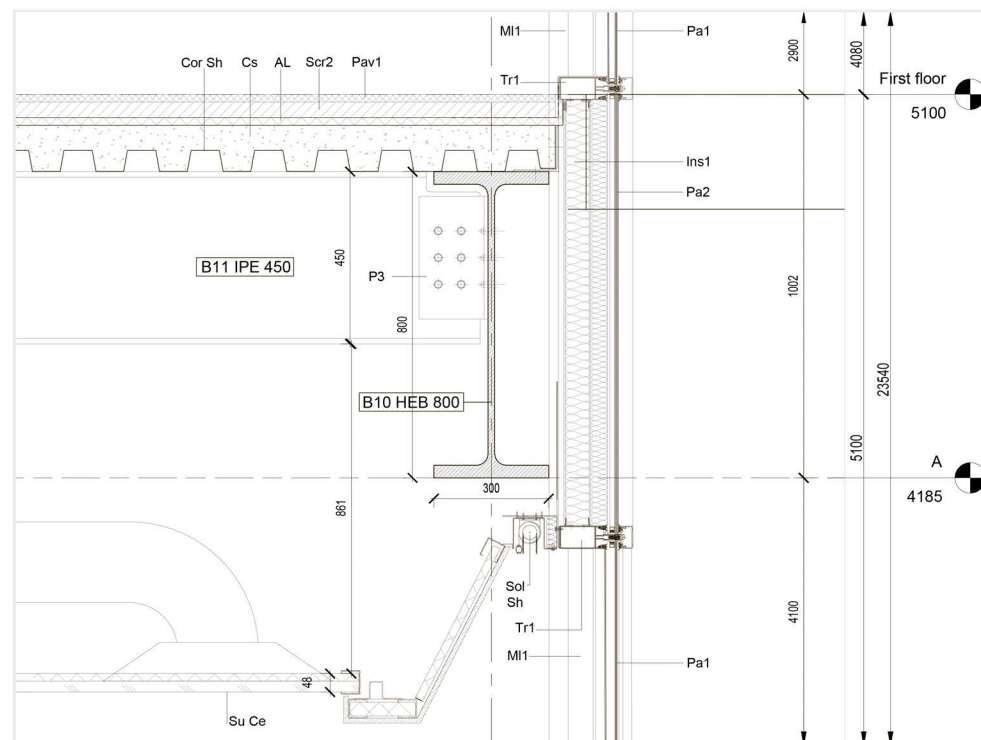 Ml1
Pa1
Tr1
2900
4080
Cor Sh
Cs
AL
Scr2
Pav1
First floor
5100
Ins1
Pa2
B11 IPE 450
450
P3
800
1002
23540
B10 HEB 800
5100
A
4185
300
861
Sol
Sh
Tr1
4100
Ml1
Pa1
48
Su Ce